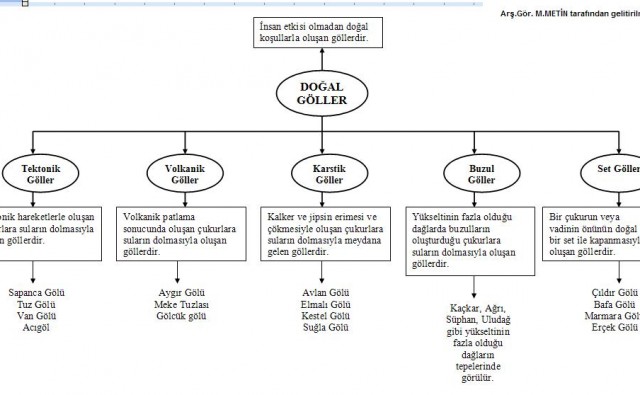 Arş.Gör. M.METİN tarafından
İnsan etkisi olmadan doğal
koşullarla oluşan göllerdir.
DOĞAL
GÖLLER
Tektonik
Göller
hareketlerle oluşan
suların dolmasıyla
göllerdir.
Sapanca Gölü
Tuz Gölü
Van Gölü
Acıgöl
Volkanik
Göller
Volkanik patlama
sonucunda oluşan çukurlara
suların dolmasıyla oluşan
göllerdir.
Aygır Gölü
Meke Tuzlası
Gölcük gölü
Karstik
Göller
Kalker ve jipsin erimesi ve
çökmesiyle oluşan çukurlara
suların dolmasıyla meydana
gelen göllerdir.
Avlan Gölü
Elmalı Gölü
Kestel Gölü
Suğla Gölü
Buzul
Göller
Yükseltinin fazla olduğu
dağlarda buzulların
oluşturduğu çukurlara
suların dolmasıyla oluşan
göllerdir.
Kaçkar, Ağrı,
Süphan, Uludağ
gibi yükseltinin
fazla olduğu
dağların
tepelerinde
görülür.
Set Göller
Bir çukurun veya
vadinin önünün doğal
bir set ile kapanmasıyla
oluşan göllerdir.
Çıldır Gölü
Bafa Gölü
Marmara Gölü
Erçek Gölü